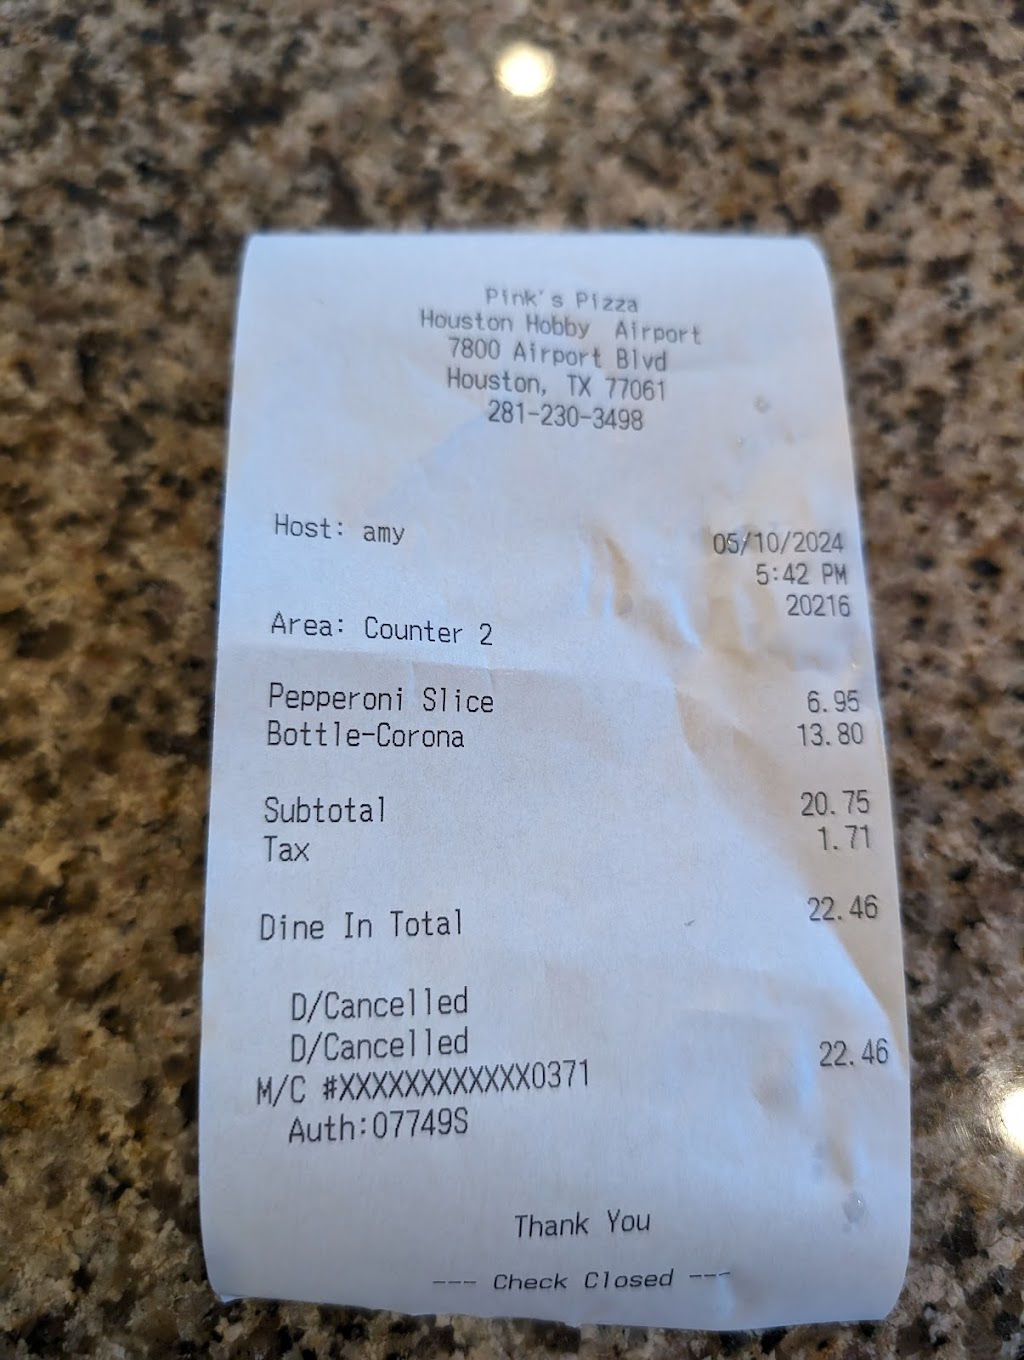 Pink's Pizza
Houston Hobby Airport
7800 Airport Blvd
Houston, TX 77061
281-230-3498
Host: amy
05/10/2024
5:42 PM
20216
Area: Counter 2
Pepperoni Slice 6.95
Bottle-Corona 13.80
Subtotal 20.75
Tax 1.71
Dine In Total 22.46
D/Cancelled
D/Cancelled
M/C #XXXXXXXXXXXX0371 22.46
Auth:07749S
Thank You
--- Check Closed ---